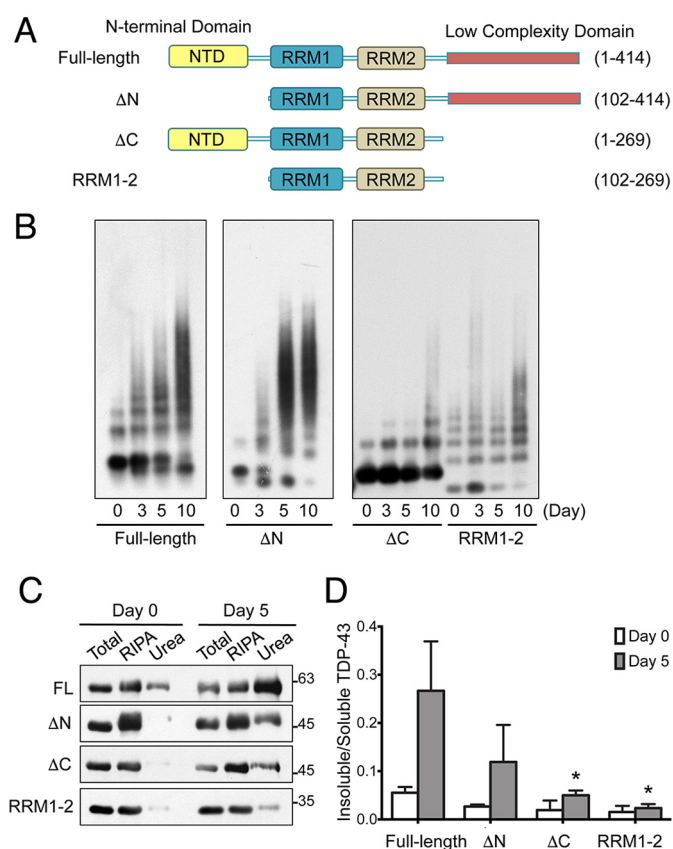 A
N-terminal Domain
Low Complexity Domain
Full-length NTD RRM1 RRM2 (1-414)
ΔN RRM1 RRM2 (102-414)
ΔC NTD RRM1 RRM2 (1-269)
RRM1-2 RRM1 RRM2 (102-269)
B
0 3 5 10 0 3 5 10 0 3 5 10 0 3 5 10 (Day)
Full-length ΔN ΔC RRM1-2
C
Day 0 Day 5
Total RIPA Urea Total RIPA Urea
FL 63
ΔN 45
ΔC 45
RRM1-2 35
D
Insoluble/Soluble TDP-43
0.4
0.3
0.2
0.1
0.0
Day 0
Day 5
* *
Full-length ΔN ΔC RRM1-2